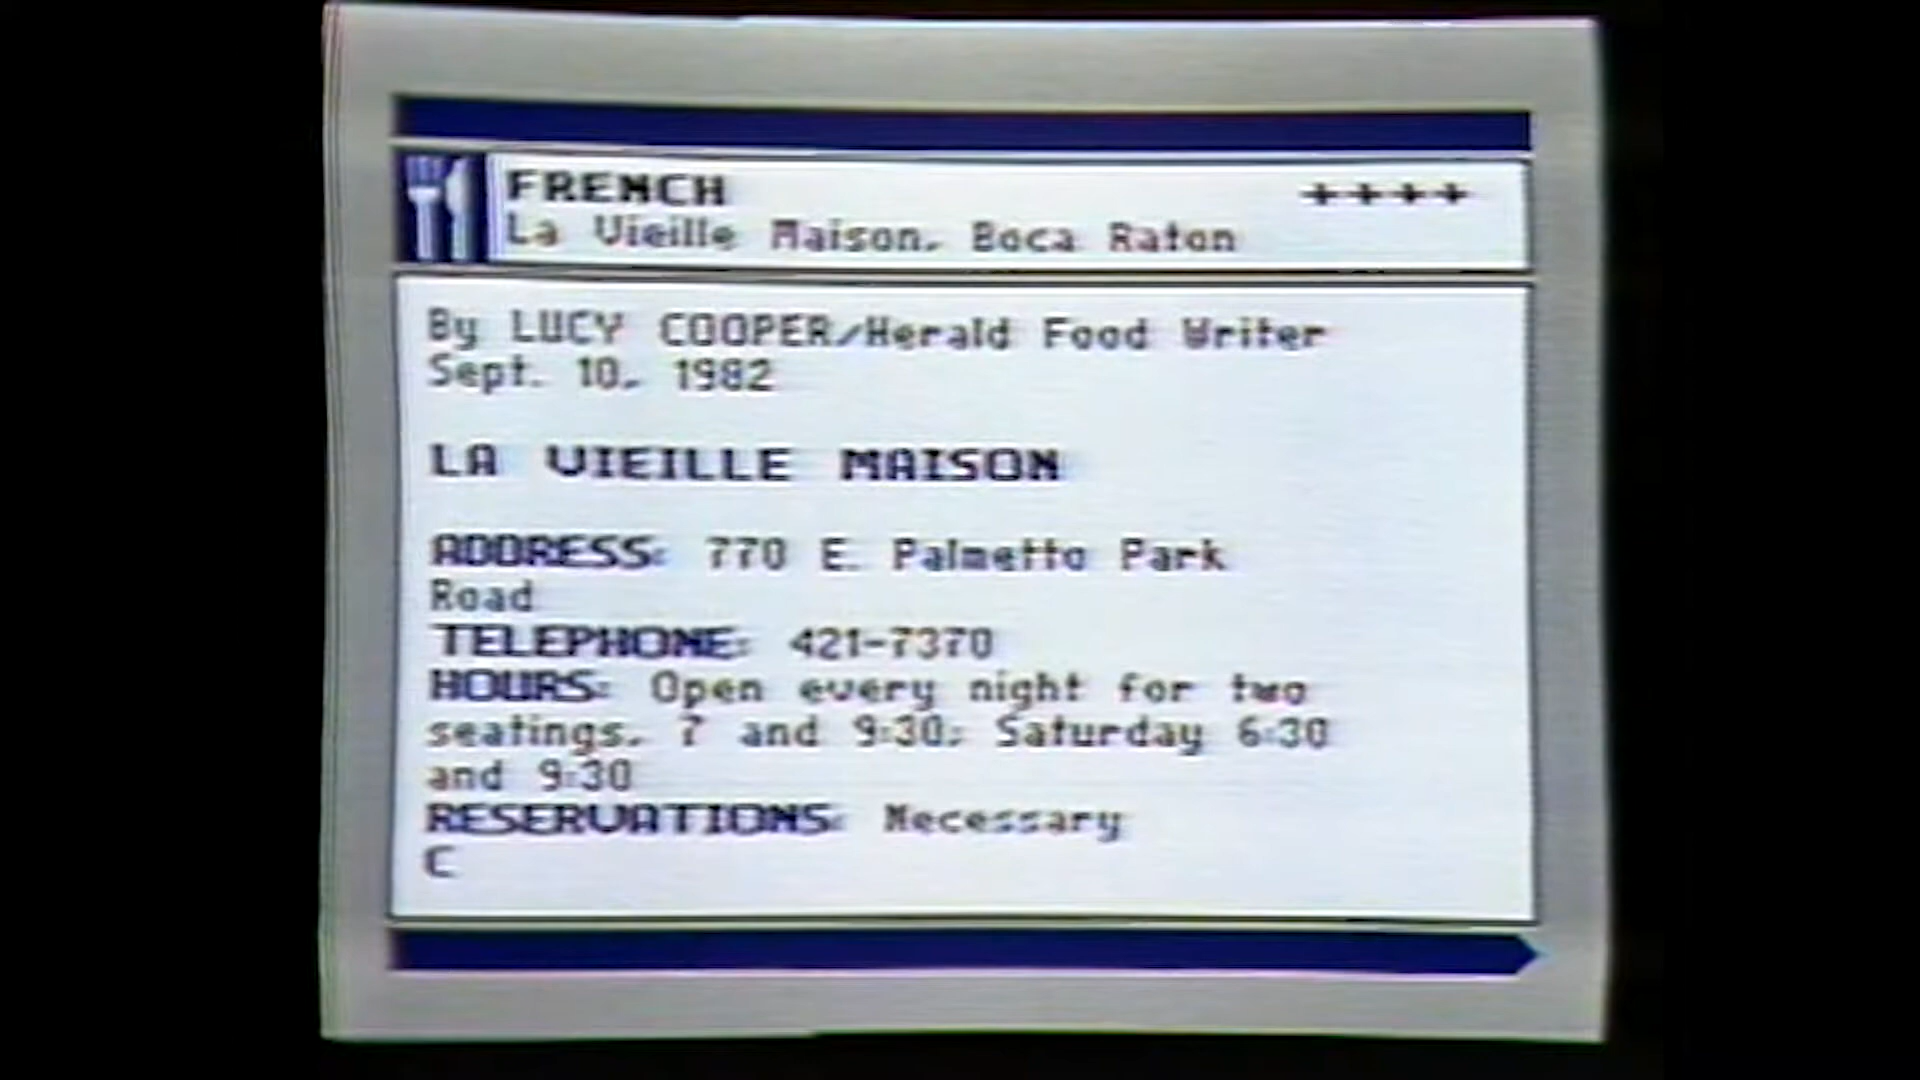 FRENCH ++++
La Vieille Maison, Boca Raton
By LUCY COOPER/Herald Food Writer
Sept. 10, 1982
LA VIEILLE MAISON
ADDRESS: 770 E. Palmetto Park
Road
TELEPHONE: 421-7370
HOURS: Open every night for two
seatings, 7 and 9:30; Saturday 6:30
and 9:30
RESERVATIONS: Necessary
C